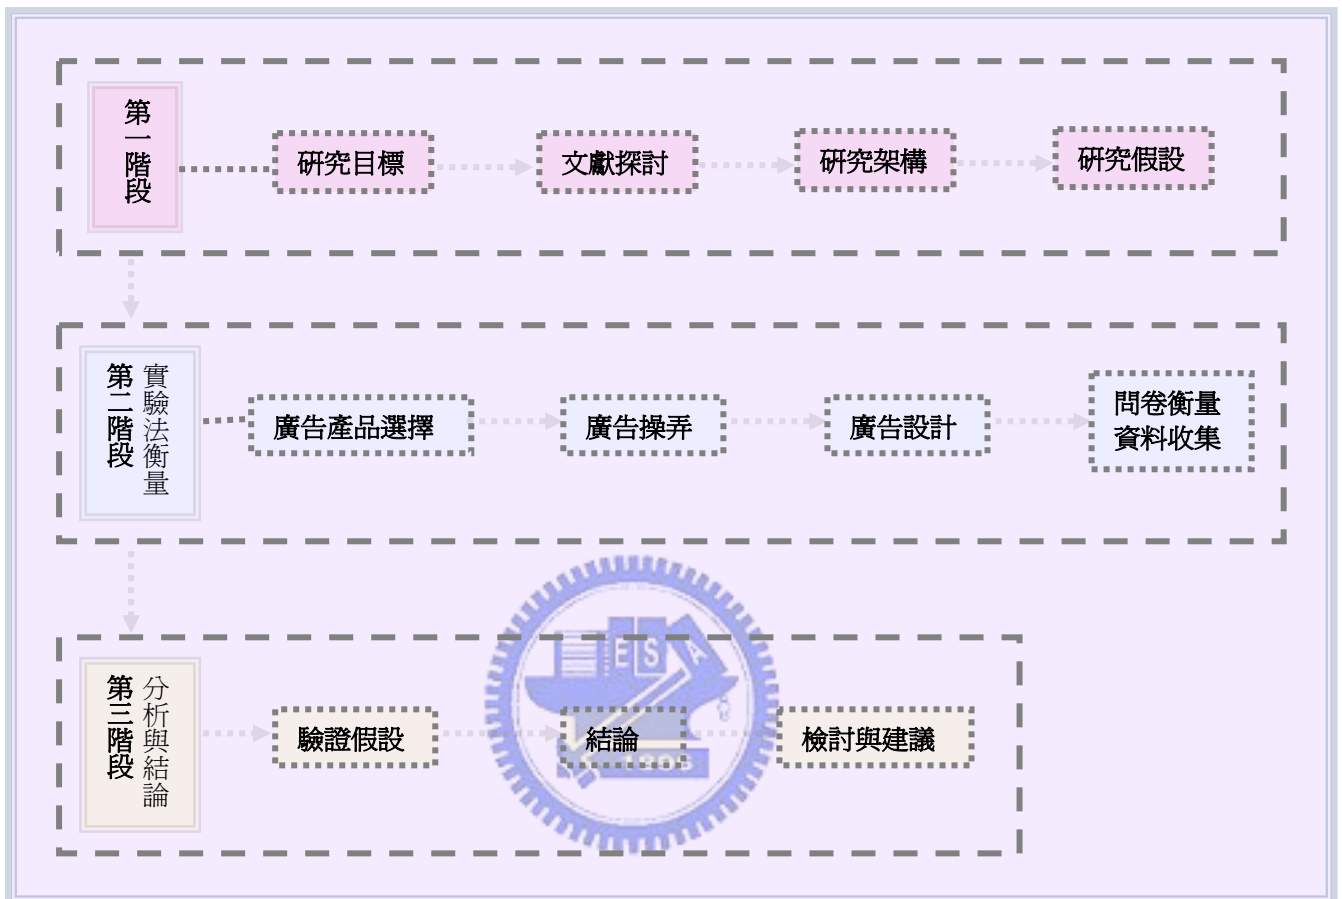 第一階段
研究目標
文獻探討
研究架構
研究假設
第二階段
實驗法衡量
廣告產品選擇
廣告操弄
廣告設計
問卷衡量
資料收集
第三階段
分析與結論
驗證假設
結論
檢討與建議
E S A
1896